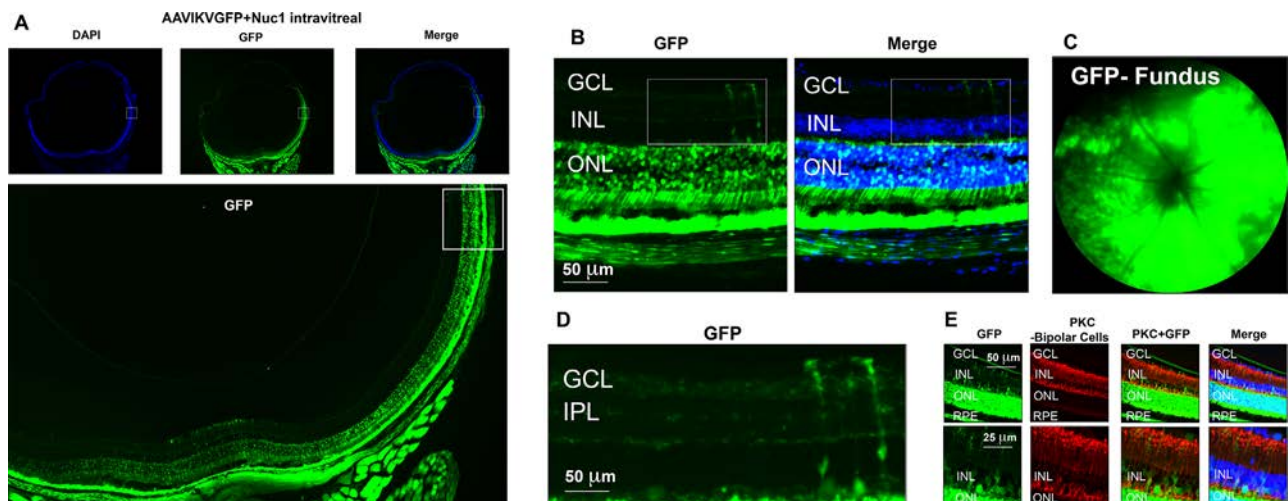 A
AAVIKVGFP+Nuc1 intravitreal
DAPI
GFP
Merge
GFP
B
GFP
Merge
GCL
INL
ONL
50 μm
GCL
INL
ONL
C
GFP- Fundus
D
GFP
GCL
IPL
50 μm
E
GFP
PKC
-Bipolar Cells
PKC+GFP
Merge
GCL
50 μm
INL
ONL
RPE
GCL
INL
ONL
RPE
GCL
INL
ONL
RPE
GCL
INL
ONL
RPE
25 μm
INL
ONL
INL
ONL
INL
ONL
INL
ONL